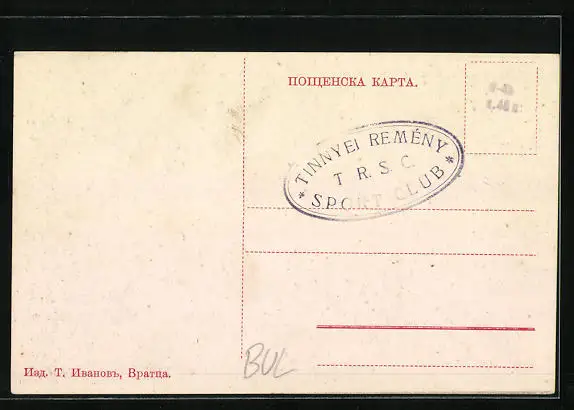 ПОЩЕНСКА КАРТА.
* TINNYEI REMÉNY *
T R. S. C.
SPORT CLUB
Изд. Т. Ивановъ, Вратца.
BUL